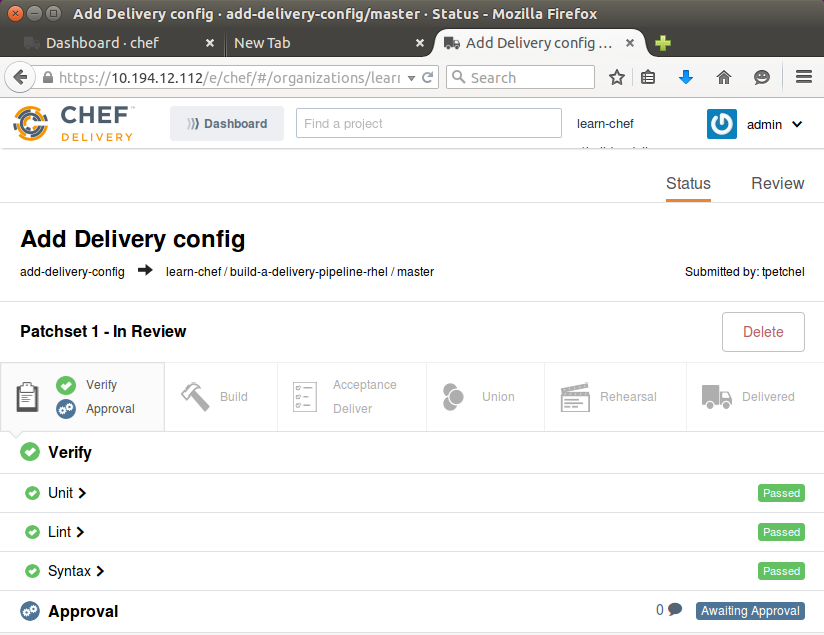 Add Delivery config · add-delivery-config/master · Status - Mozilla Firefox
Dashboard · chef
New Tab
Add Delivery config ...
https://10.194.12.112/e/chef/#/organizations/learn
Search
CHEF™
DELIVERY
Dashboard
Find a project
learn-chef
admin
Status
Review
Add Delivery config
add-delivery-config
learn-chef / build-a-delivery-pipeline-rhel / master
Submitted by: tpetchel
Patchset 1 - In Review
Delete
Verify
Approval
Build
Acceptance
Deliver
Union
Rehearsal
Delivered
Verify
Unit
Passed
Lint
Passed
Syntax
Passed
Approval
0
Awaiting Approval